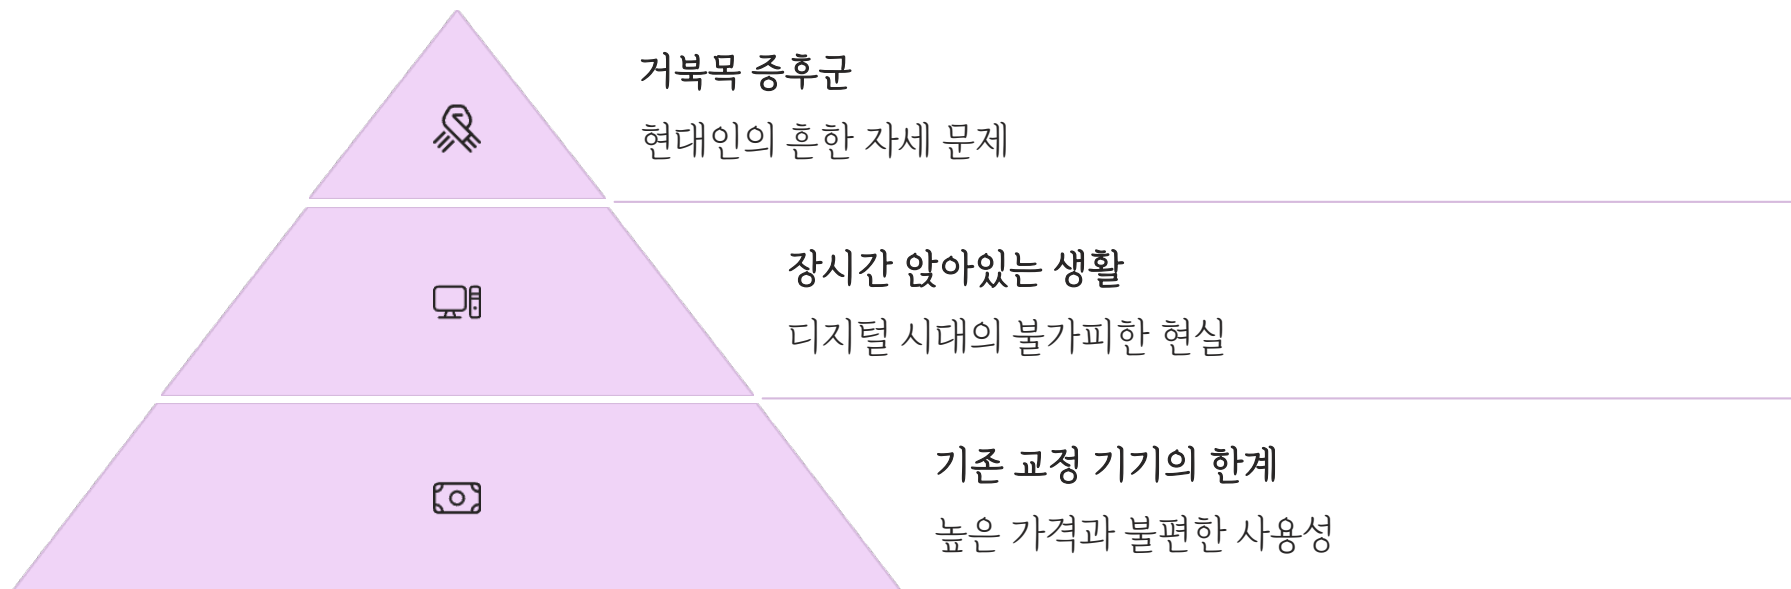 거북목 증후군
현대인의 흔한 자세 문제
장시간 앉아있는 생활
디지털 시대의 불가피한 현실
기존 교정 기기의 한계
높은 가격과 불편한 사용성